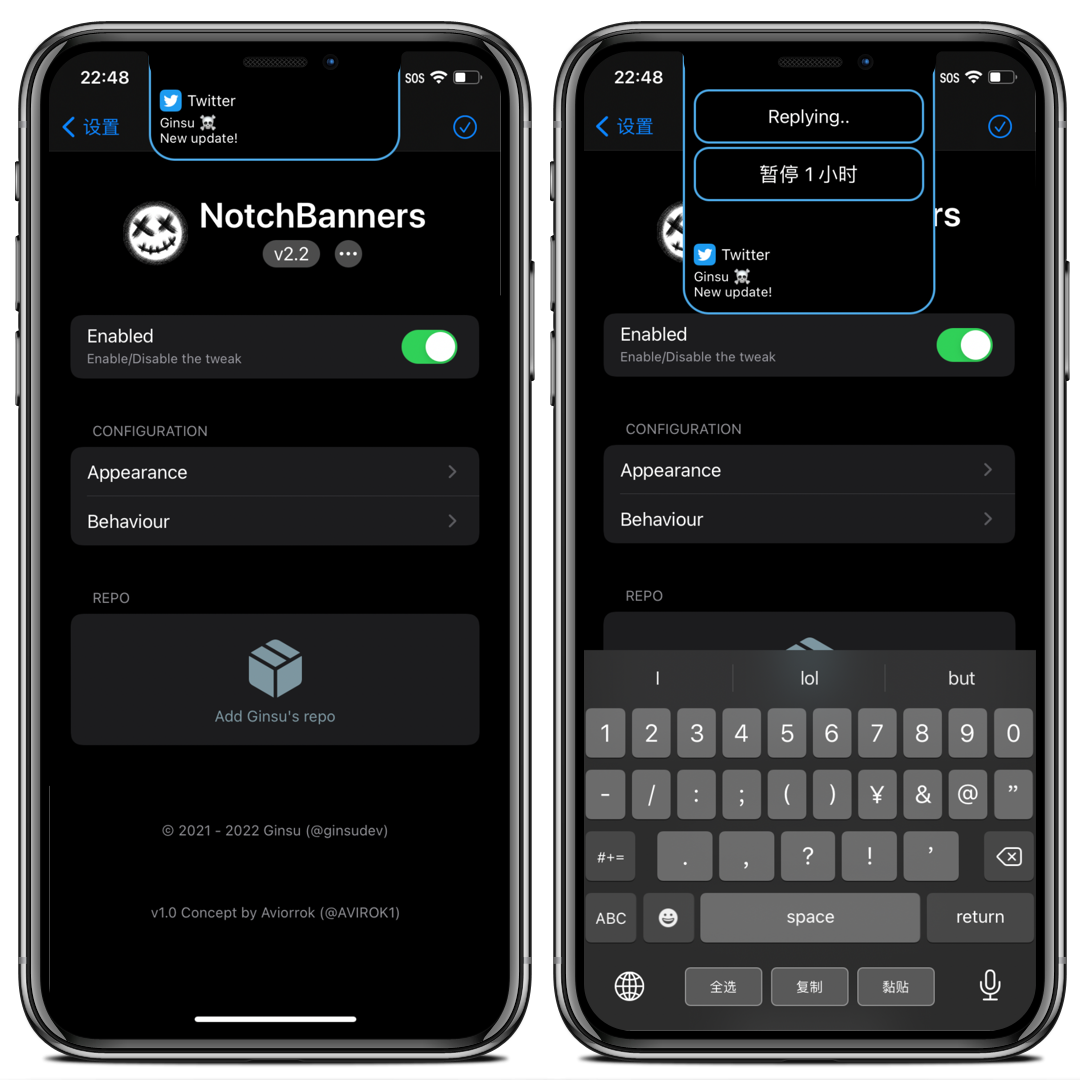 22:48
SOS
Twitter
Ginsu ☠️
New update!
设置
NotchBanners
v2.2
Enabled
Enable/Disable the tweak
CONFIGURATION
Appearance
Behaviour
REPO
Add Ginsu's repo
© 2021 - 2022 Ginsu (@ginsudev)
v1.0 Concept by Aviorrok (@AVIROK1)
22:48
SOS
设置
Replying..
暂停 1 小时
rs
Twitter
Ginsu ☠️
New update!
Enabled
Enable/Disable the tweak
CONFIGURATION
Appearance
Behaviour
REPO
I lol but
1 2 3 4 5 6 7 8 9 0
- / : ; ( ) ¥ & @ ”
#+= . , ? ! ’
ABC space return
全选 复制 黏贴